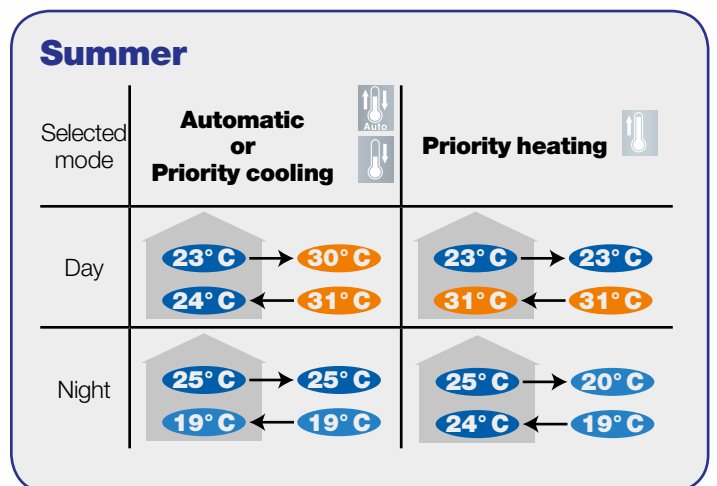 Summer
Selected
mode
Automatic
or
Priority cooling
Auto
Priority heating
Day
23° C 30° C
24° C 31° C
23° C 23° C
31° C 31° C
Night
25° C 25° C
19° C 19° C
25° C 20° C
24° C 19° C